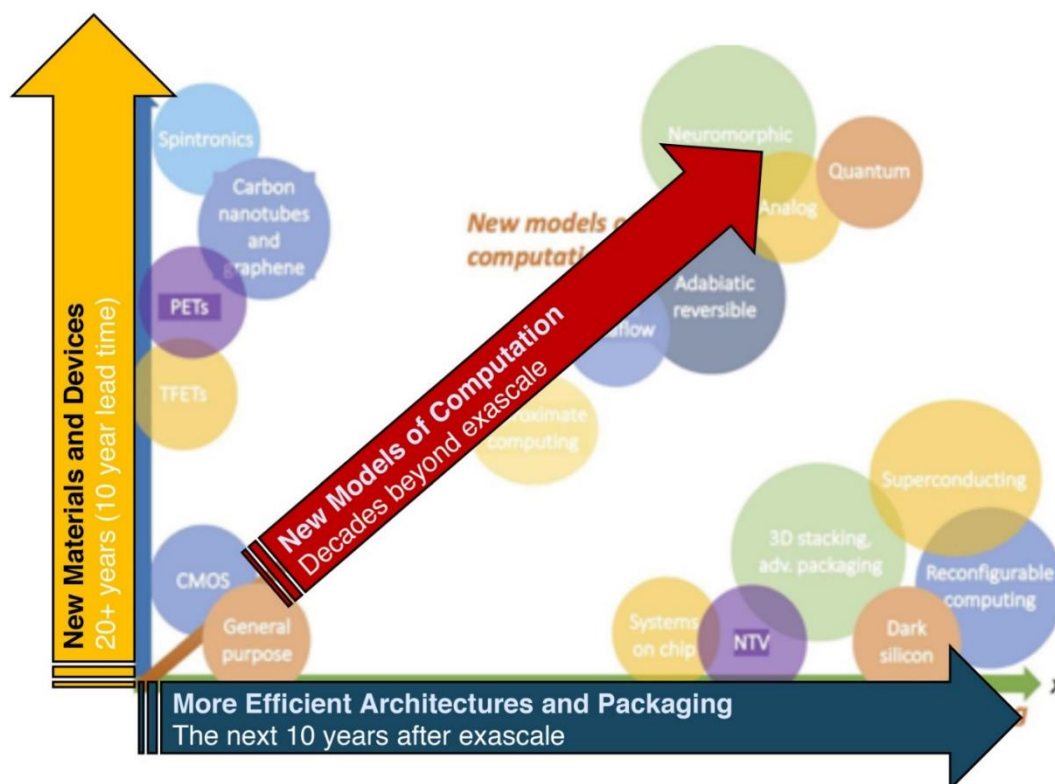 New Materials and Devices
20+ years (10 year lead time)
Spintronics
Carbon
nanotubes
and
graphene
PETs
TFETs
CMOS
General
purpose
New models
computati
New Models of Computation
Decades beyond exascale
Neuromorphic
Analog
Quantum
Adabiatic
reversible
flow
computing
Superconducting
3D stacking,
adv. packaging
Reconfigurable
computing
Systems
on chip
NTV
Dark
silicon
More Efficient Architectures and Packaging
The next 10 years after exascale